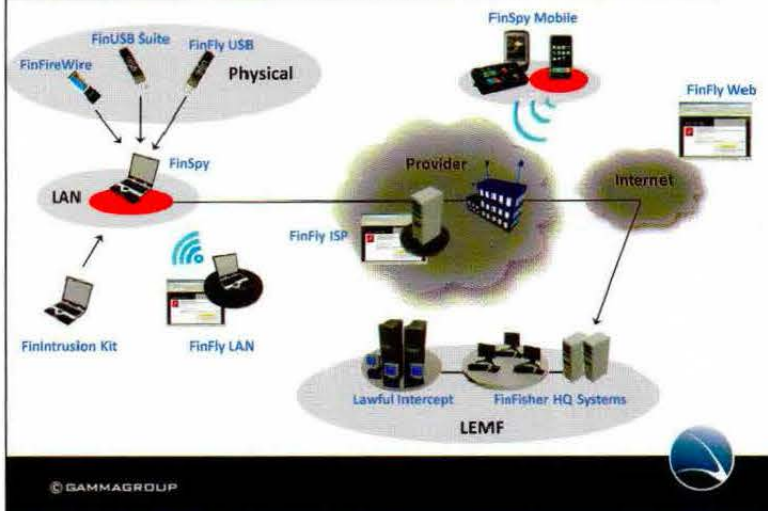 FinSpy Mobile
FinUSB Suite
FinFly USB
FinFireWire
Physical
FinFly Web
Provider
FinSpy
Internet
LAN
FinFly ISP
FinIntrusion Kit
FinFly LAN
Lawful Intercept
FinFisher HQ Systems
LEMF
© GAMMAGROUP